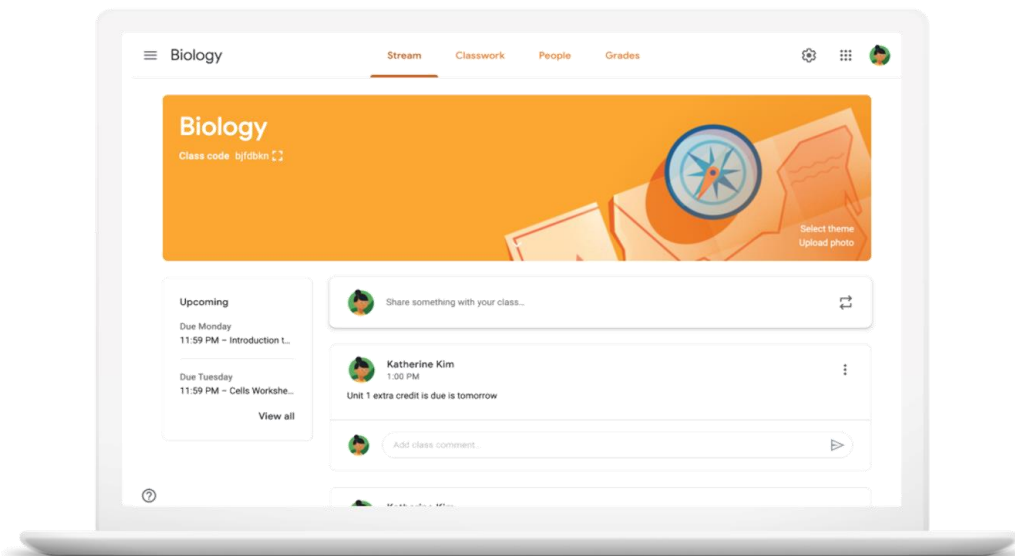 Biology
Stream Classwork People Grades
Biology
Class code bjfdbkn
Select theme
Upload photo
Upcoming
Due Monday
11:59 PM – Introduction t...
Due Tuesday
11:59 PM – Cells Workshe...
View all
Share something with your class...
Katherine Kim
1:00 PM
Unit 1 extra credit is due is tomorrow
Add class comment...
Katherine Kim